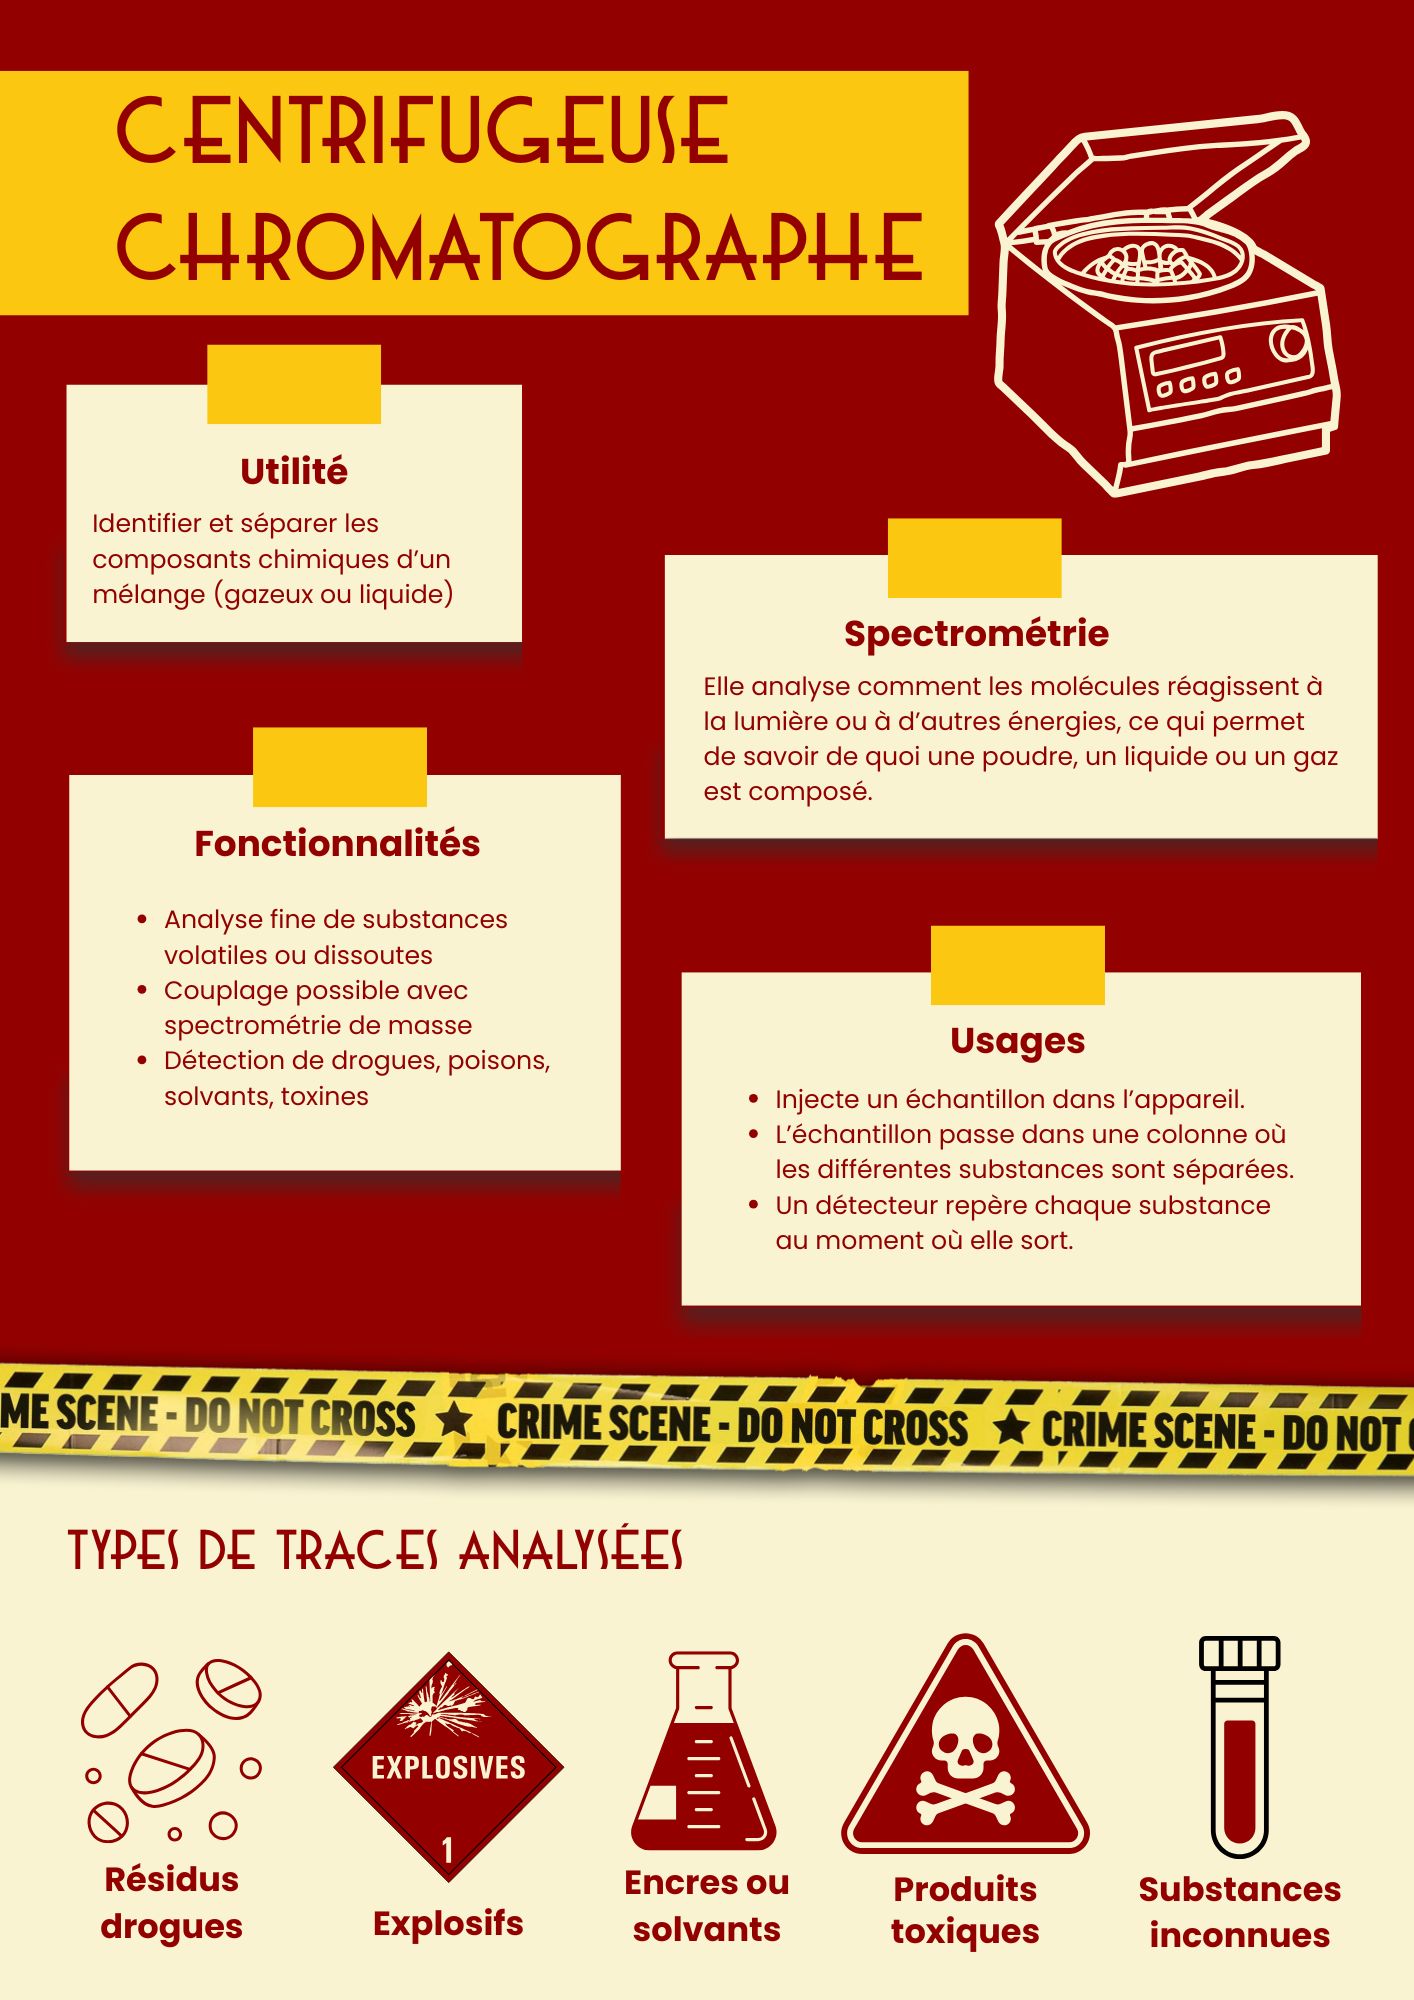 CENTRIFUGEUSE
CHROMATOGRAPHE
Utilité
Identifier et séparer les
composants chimiques d’un
mélange (gazeux ou liquide)
Spectrométrie
Elle analyse comment les molécules réagissent à
la lumière ou à d’autres énergies, ce qui permet
de savoir de quoi une poudre, un liquide ou un gaz
est composé.
Fonctionnalités
• Analyse fine de substances
volatiles ou dissoutes
• Couplage possible avec
spectrométrie de masse
• Détection de drogues, poisons,
solvants, toxines
Usages
• Injecte un échantillon dans l’appareil.
• L’échantillon passe dans une colonne où
les différentes substances sont séparées.
• Un détecteur repère chaque substance
au moment où elle sort.
ME SCENE - DO NOT CROSS ★ CRIME SCENE - DO NOT CROSS ★ CRIME SCENE - DO NOT
TYPES DE TRACES ANALYSÉES
EXPLOSIVES
1
Résidus
drogues
Explosifs
Encres ou
solvants
Produits
toxiques
Substances
inconnues